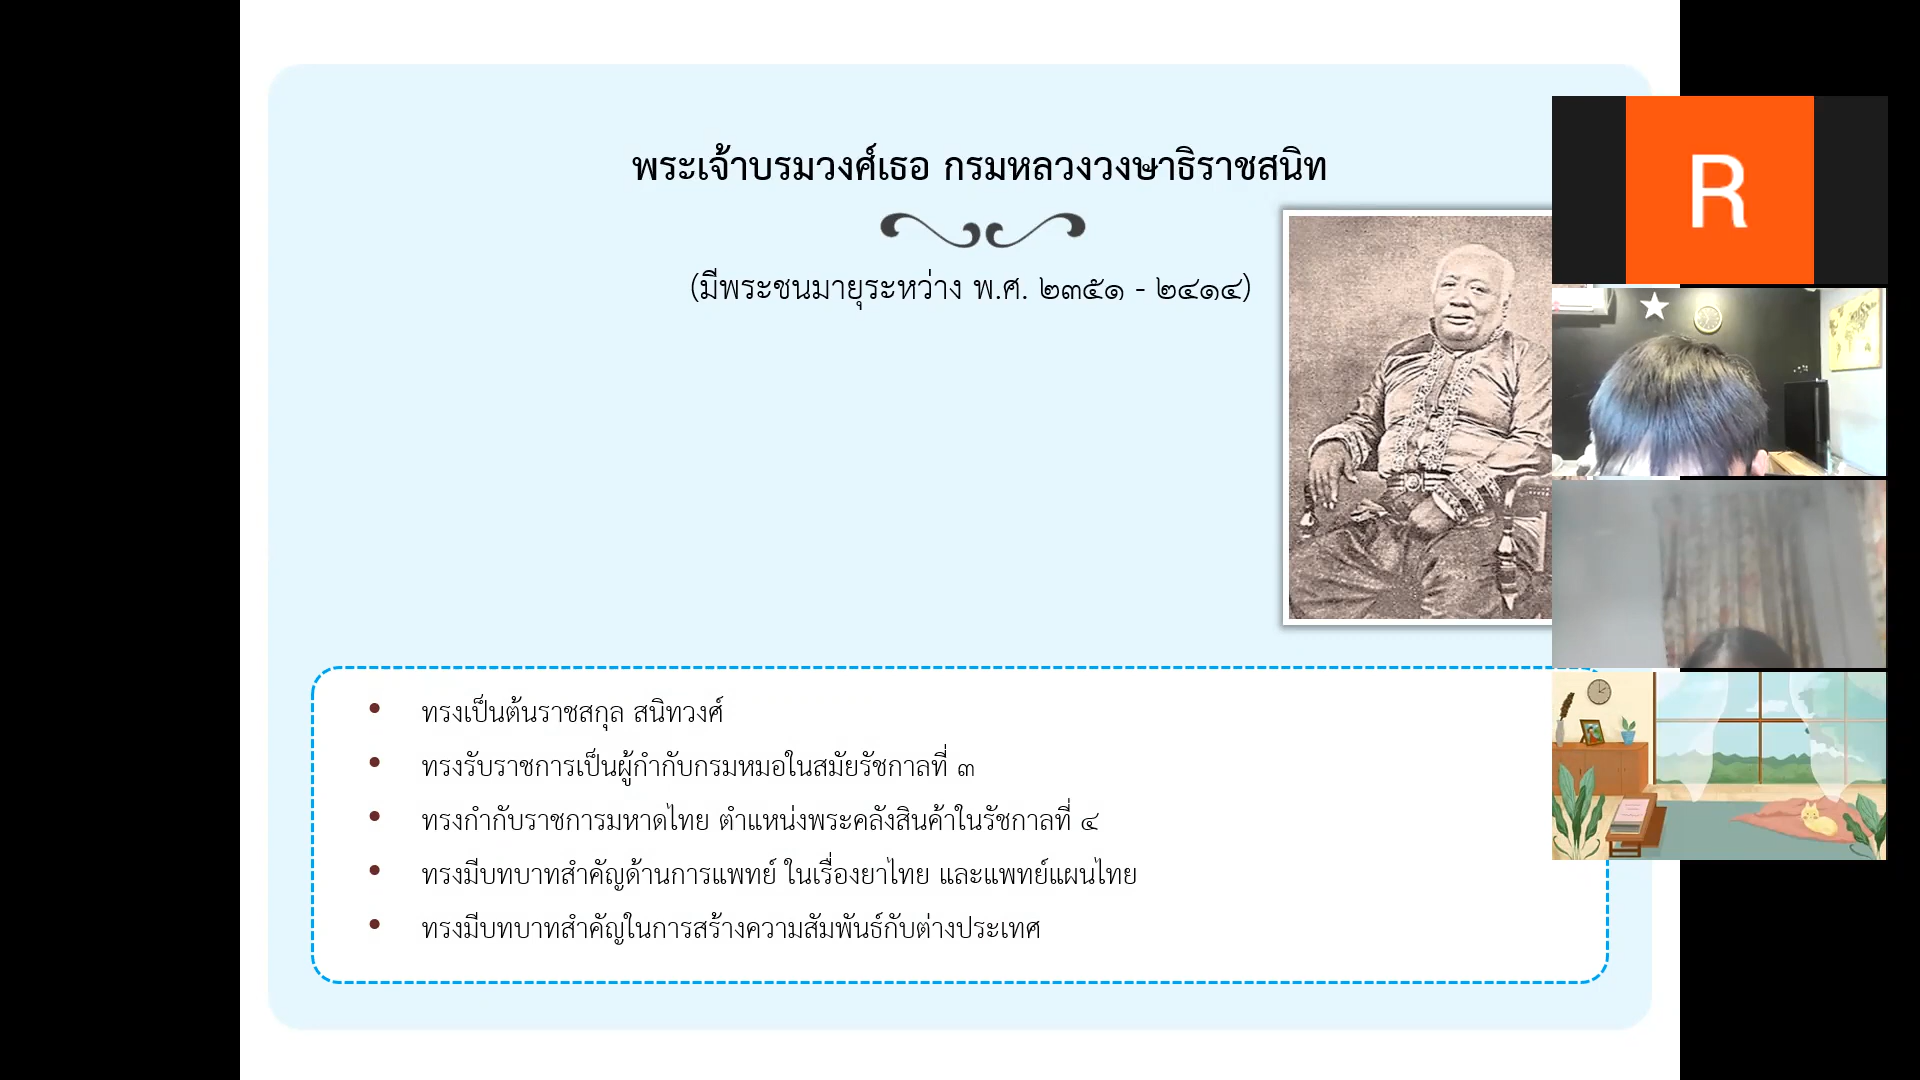 พระเจ้าบรมวงศ์เธอ กรมหลวงวงษาธิราชสนิท
(มีพระชนมายุระหว่าง พ.ศ. ๒๓๕๑ - ๒๔๑๔)
R
• ทรงเป็นต้นราชสกุล สนิทวงศ์
• ทรงรับราชการเป็นผู้กำกับกรมหมอในสมัยรัชกาลที่ ๓
• ทรงกำกับราชการมหาดไทย ตำแหน่งพระคลังสินค้าในรัชกาลที่ ๔
• ทรงมีบทบาทสำคัญด้านการแพทย์ ในเรื่องยาไทย และแพทย์แผนไทย
• ทรงมีบทบาทสำคัญในการสร้างความสัมพันธ์กับต่างประเทศ